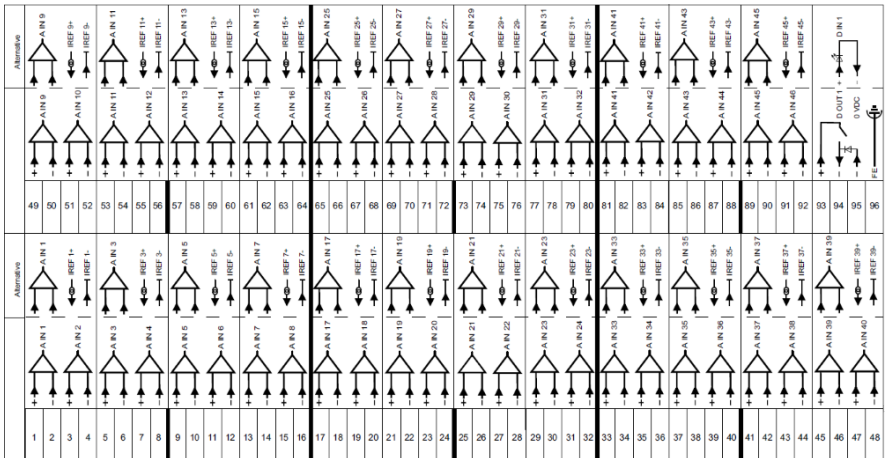 Alternative
A IN 9 IREF 9+ IREF 9- A IN 11 IREF 11+ IREF 11- A IN 13 IREF 13+ IREF 13- A IN 15 IREF 15+ IREF 15- A IN 25 IREF 25+ IREF 25- A IN 27 IREF 27+ IREF 27- A IN 29 IREF 29+ IREF 29- A IN 31 IREF 31+ IREF 31- A IN 41 IREF 41+ IREF 41- A IN 43 IREF 43+ IREF 43- A IN 45 IREF 45+ IREF 45- D IN 1
+ -
A IN 9 A IN 10 A IN 11 A IN 12 A IN 13 A IN 14 A IN 15 A IN 16 A IN 25 A IN 26 A IN 27 A IN 28 A IN 29 A IN 30 A IN 31 A IN 32 A IN 41 A IN 42 A IN 43 A IN 44 A IN 45 A IN 46 D OUT 1 0 VDC
+ - + - + - + - + - + - + - + - + - + - + - + - + - + - + - + - + - + - + - + - + - + - + - - FE
49 50 51 52 53 54 55 56 57 58 59 60 61 62 63 64 65 66 67 68 69 70 71 72 73 74 75 76 77 78 79 80 81 82 83 84 85 86 87 88 89 90 91 92 93 94 95 96
Alternative
A IN 1 IREF 1+ IREF 1- A IN 3 IREF 3+ IREF 3- A IN 5 IREF 5+ IREF 5- A IN 7 IREF 7+ IREF 7- A IN 17 IREF 17+ IREF 17- A IN 19 IREF 19+ IREF 19- A IN 21 IREF 21+ IREF 21- A IN 23 IREF 23+ IREF 23- A IN 33 IREF 33+ IREF 33- A IN 35 IREF 35+ IREF 35- A IN 37 IREF 37+ IREF 37- A IN 39 IREF 39+ IREF 39-
A IN 1 A IN 2 A IN 3 A IN 4 A IN 5 A IN 6 A IN 7 A IN 8 A IN 17 A IN 18 A IN 19 A IN 20 A IN 21 A IN 22 A IN 23 A IN 24 A IN 33 A IN 34 A IN 35 A IN 36 A IN 37 A IN 38 A IN 39 A IN 40
+ - + - + - + - + - + - + - + - + - + - + - + - + - + - + - + - + - + - + - + - + - + - + - + -
1 2 3 4 5 6 7 8 9 10 11 12 13 14 15 16 17 18 19 20 21 22 23 24 25 26 27 28 29 30 31 32 33 34 35 36 37 38 39 40 41 42 43 44 45 46 47 48